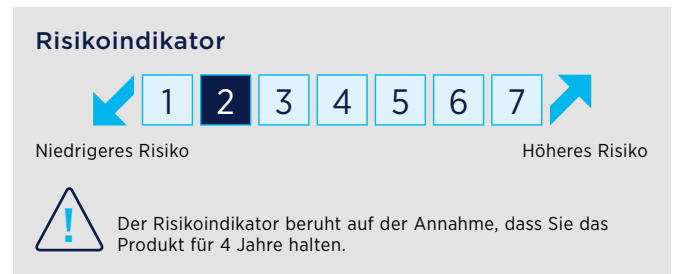 Risikoindikator
1 2 3 4 5 6 7
Niedrigeres Risiko Höheres Risiko
! Der Risikoindikator beruht auf der Annahme, dass Sie das
Produkt für 4 Jahre halten.